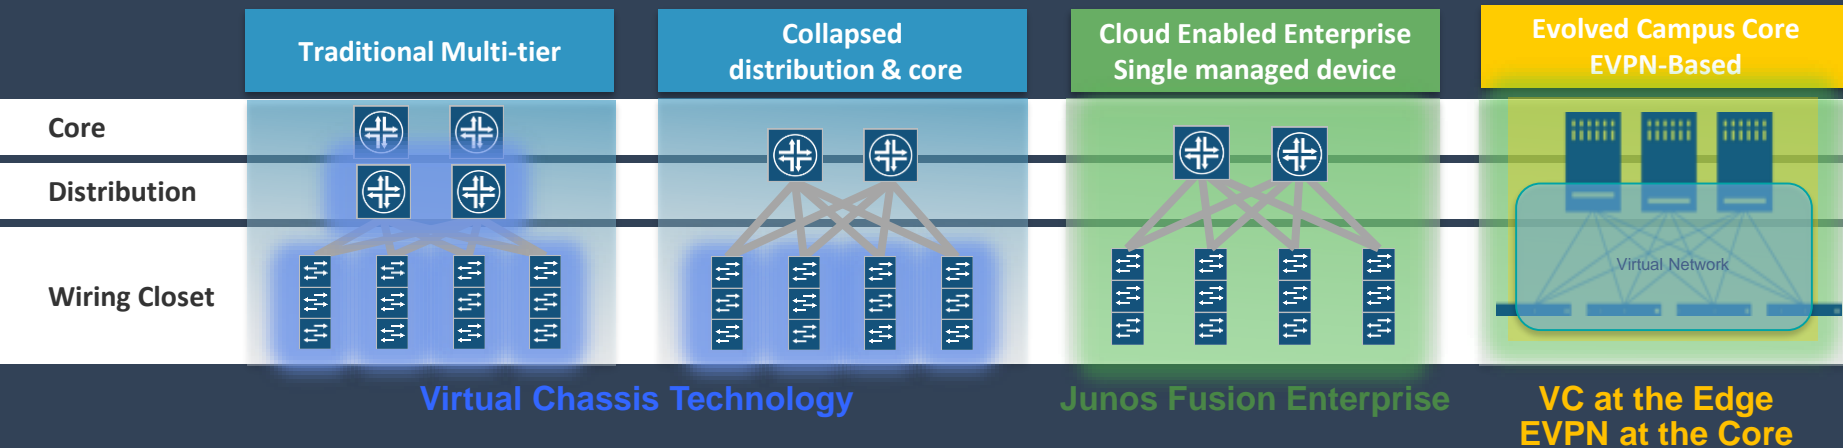 Traditional Multi-tier
Collapsed
distribution & core
Cloud Enabled Enterprise
Single managed device
Evolved Campus Core
EVPN-Based
Core
Distribution
Wiring Closet
Virtual Network
Virtual Chassis Technology
Junos Fusion Enterprise
VC at the Edge
EVPN at the Core